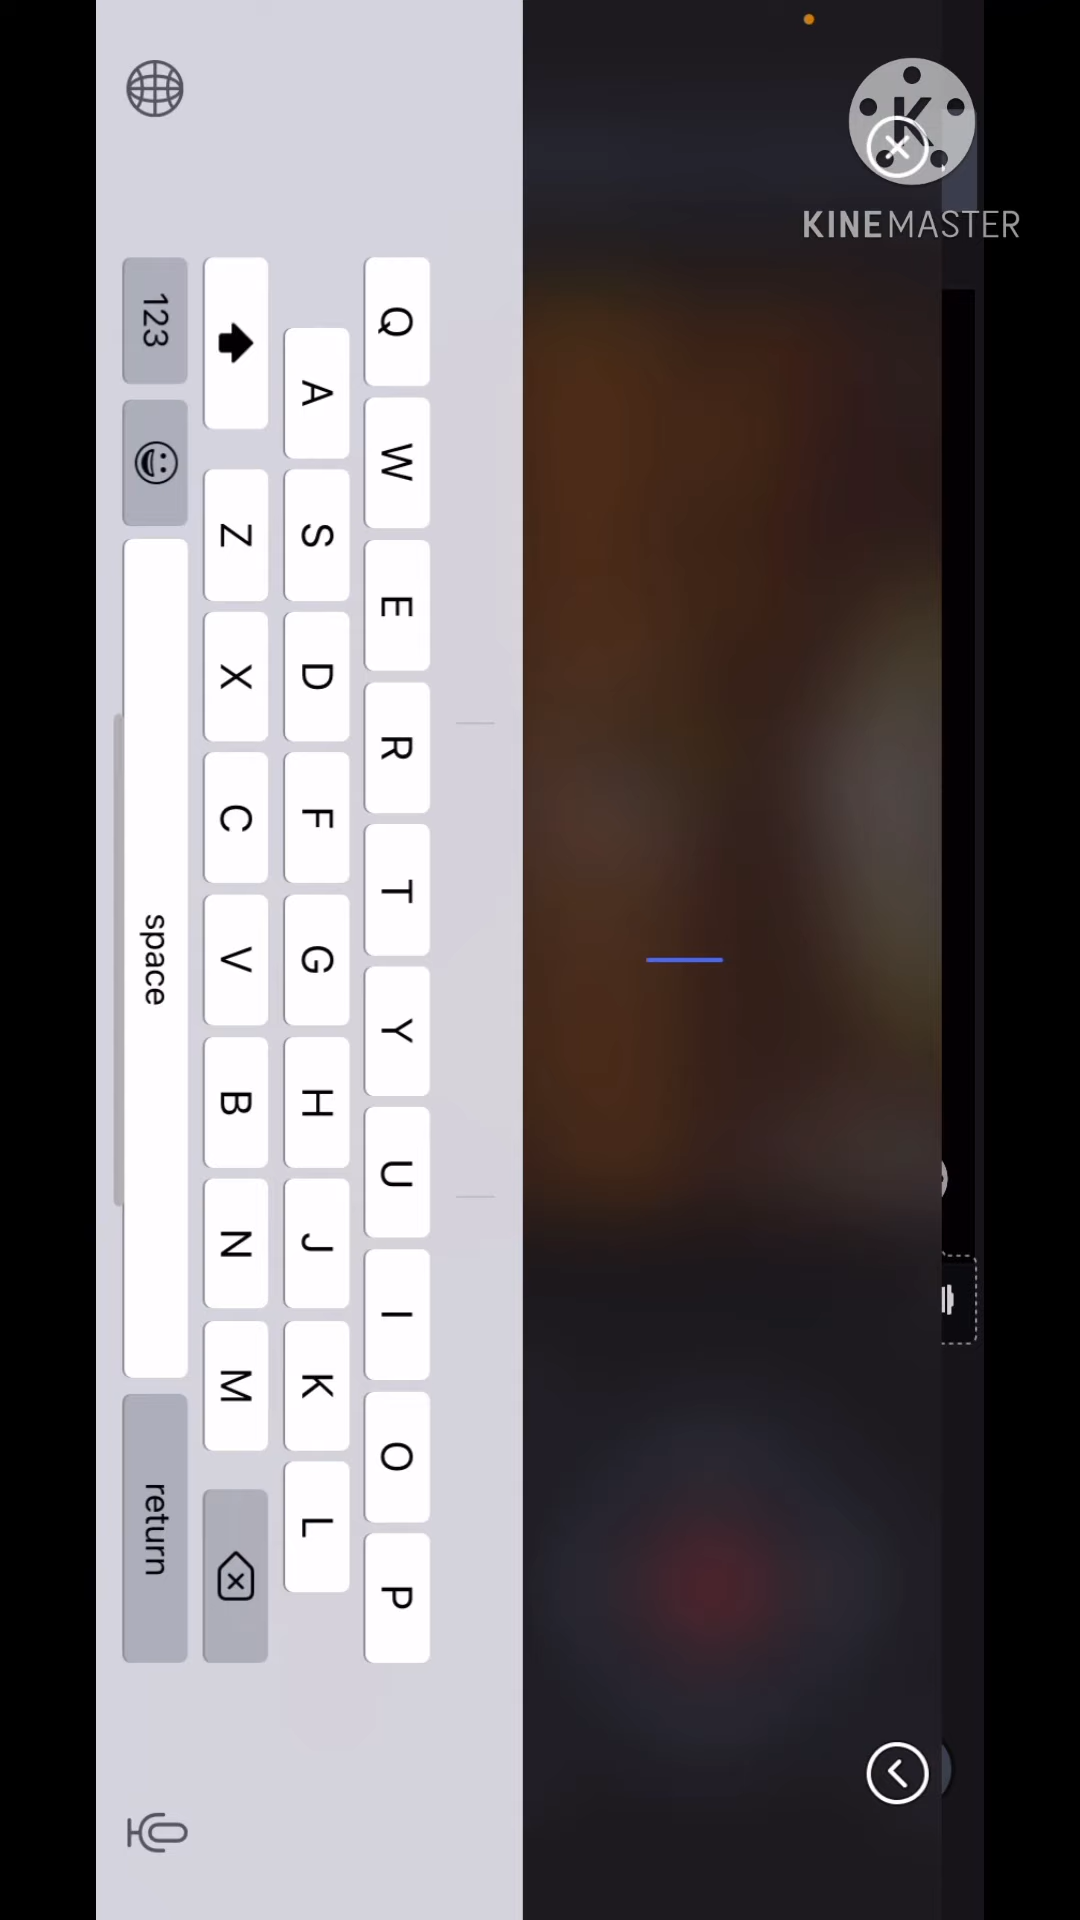 K
KINEMASTER
Q W E R T Y U I O P
A S D F G H J K L
Z X C V B N M
123 space return